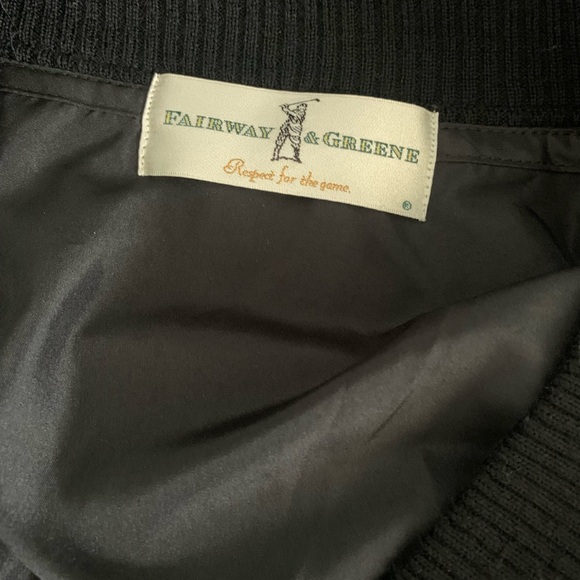 FAIRWAY & GREENE
Respect for the game.
®